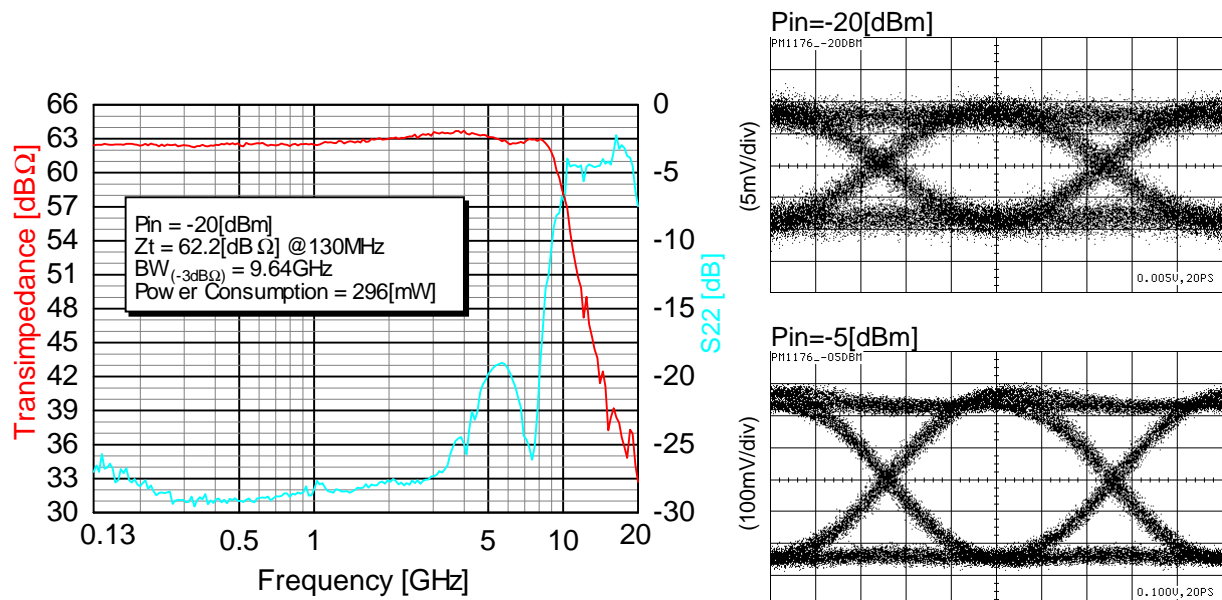 66
63
60
57
54
51
48
45
42
39
36
33
30
Transimpedance [dBΩ]
0
-5
-10
-15
-20
-25
-30
S22 [dB]
0.13
0.5
1
5
10
20
Frequency [GHz]
Pin = -20[dBm]
Zt = 62.2[dBΩ] @130MHz
BW(-3dBΩ) = 9.64GHz
Power Consumption = 296[mW]
Pin=-20[dBm]
PM1176_-20DBM
(5mV/div)
0.005V,20PS
Pin=-5[dBm]
PM1176_-05DBM
(100mV/div)
0.100V,20PS